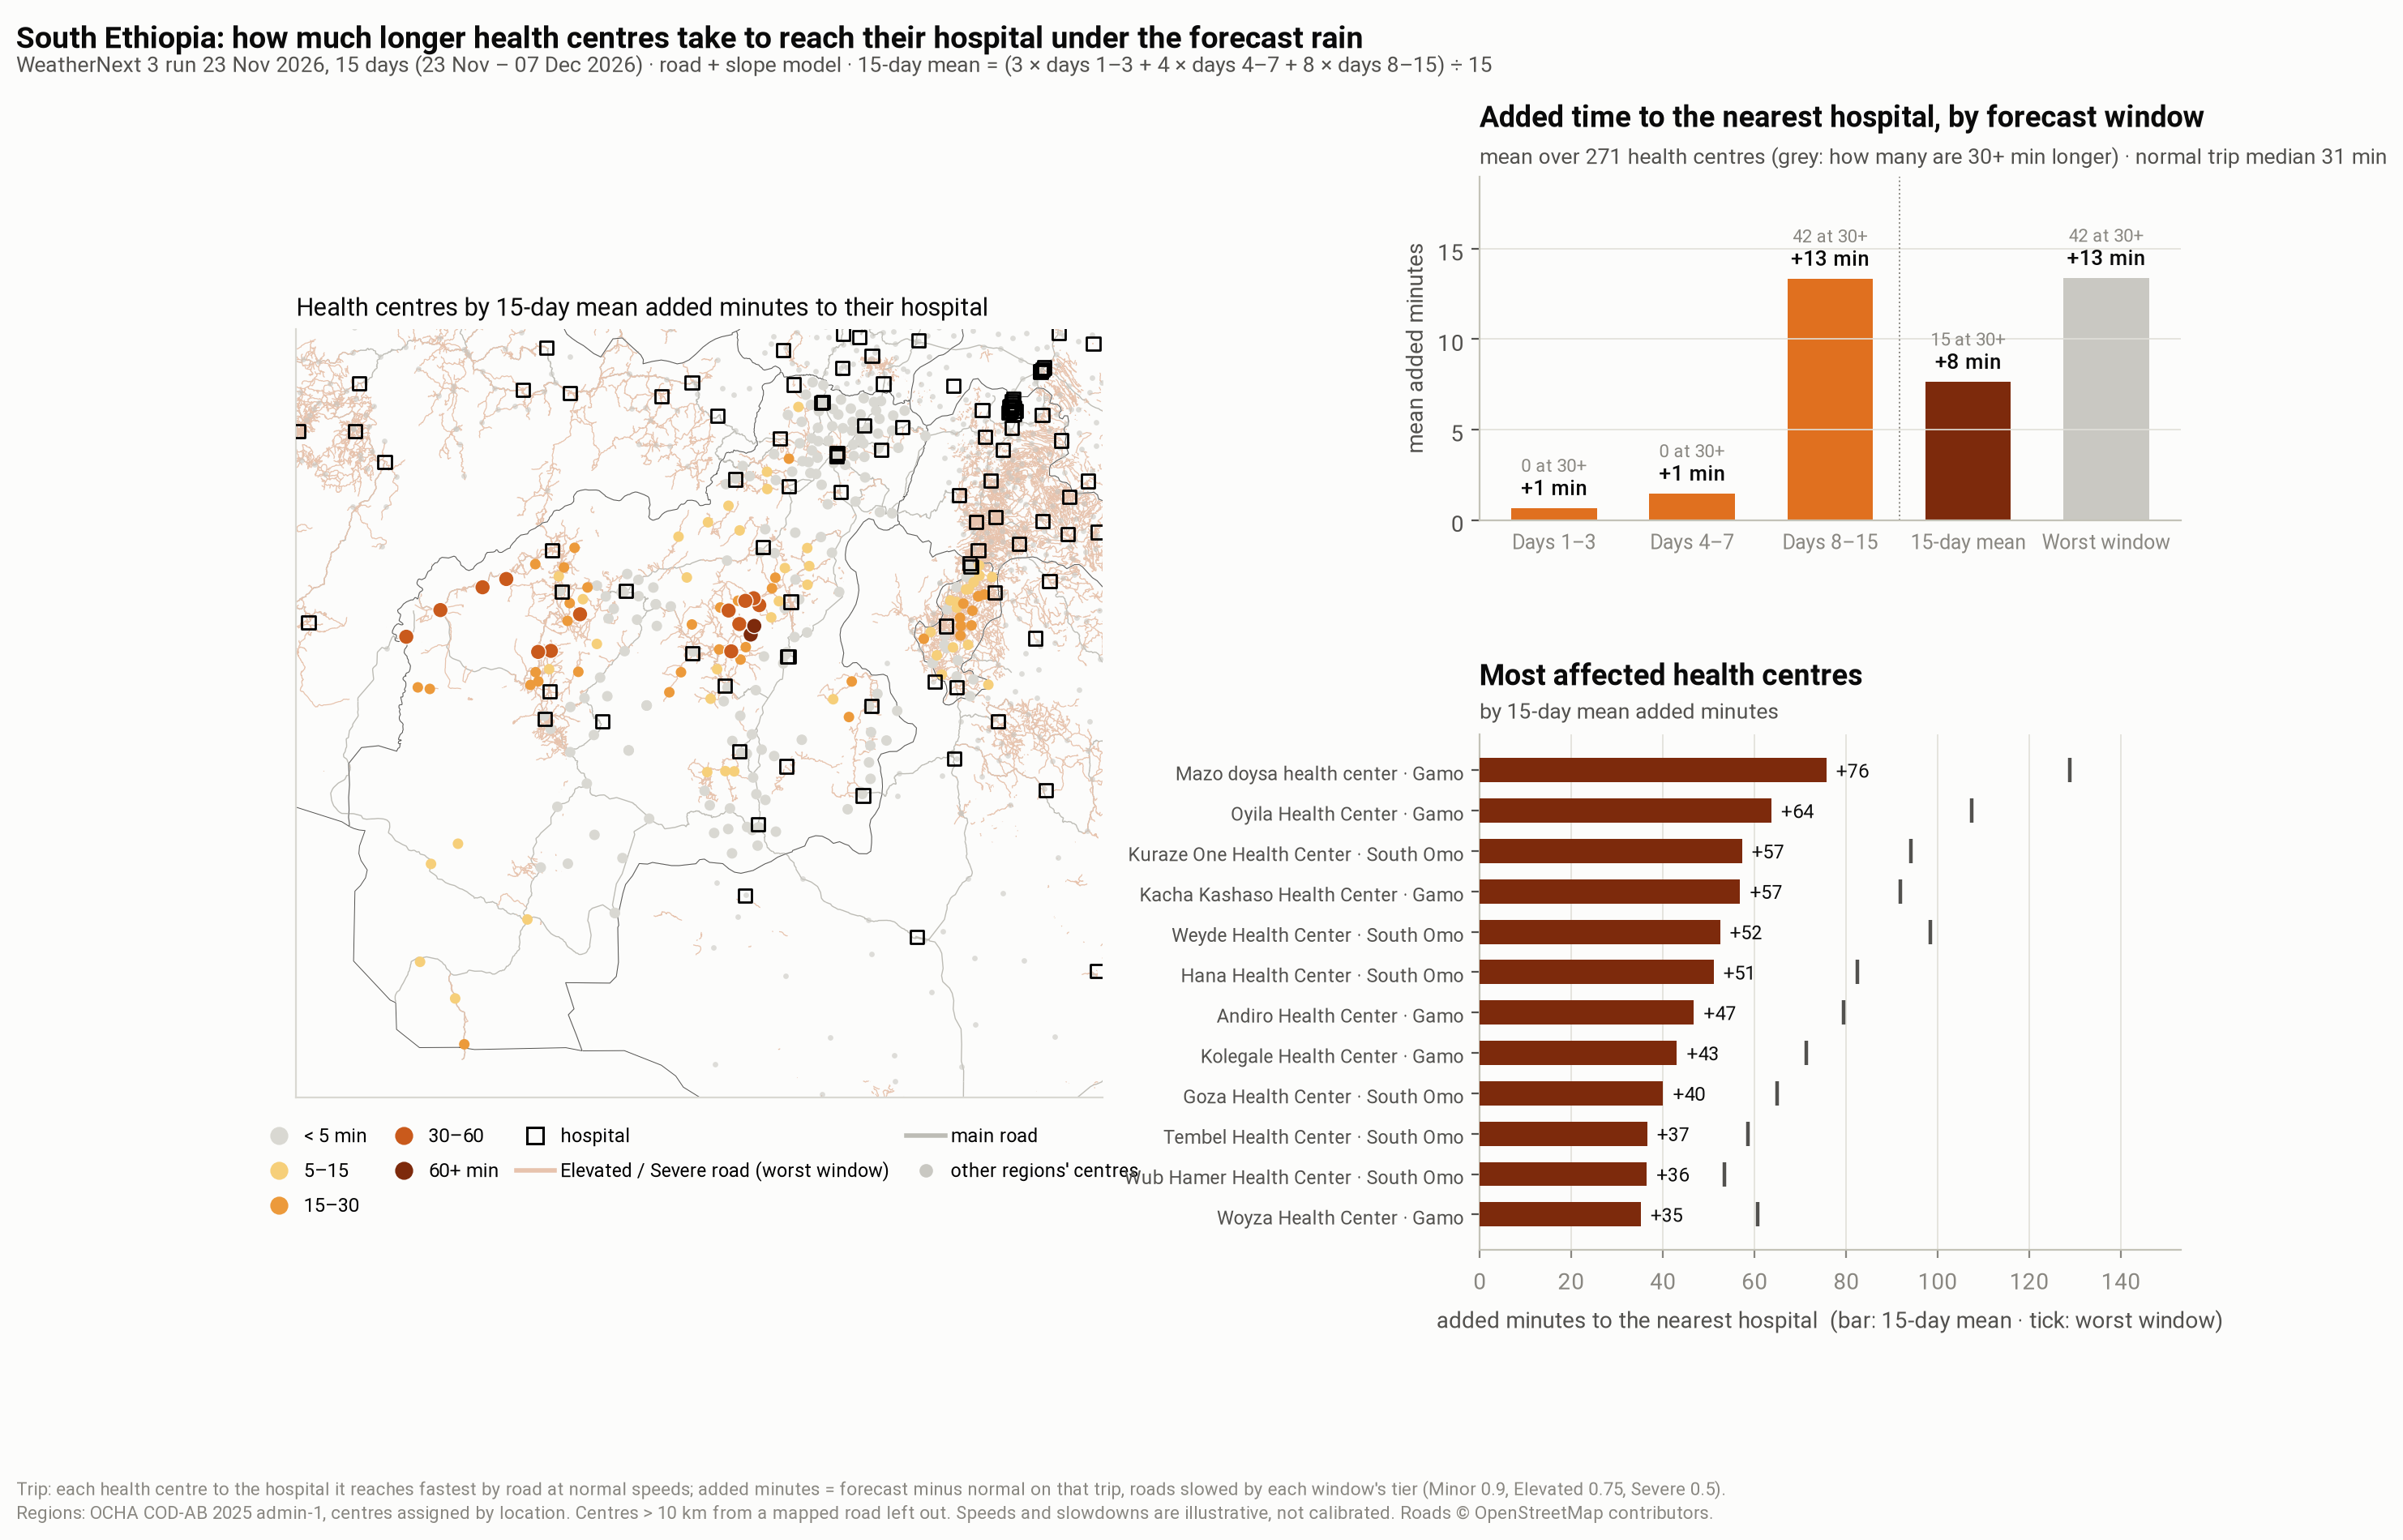 South Ethiopia: how much longer health centres take to reach their hospital under the forecast rain
WeatherNext 3 run 23 Nov 2026, 15 days (23 Nov – 07 Dec 2026) · road + slope model · 15-day mean = (3 × days 1–3 + 4 × days 4–7 + 8 × days 8–15) ÷ 15
Health centres by 15-day mean added minutes to their hospital
< 5 min
5–15
15–30
30–60
60+ min
hospital
Elevated / Severe road (worst window)
main road
other regions' centres
Added time to the nearest hospital, by forecast window
mean over 271 health centres (grey: how many are 30+ min longer) · normal trip median 31 min
mean added minutes
15
10
5
0
0 at 30+
+1 min
0 at 30+
+1 min
42 at 30+
+13 min
15 at 30+
+8 min
42 at 30+
+13 min
Days 1–3
Days 4–7
Days 8–15
15-day mean
Worst window
Most affected health centres
by 15-day mean added minutes
Mazo doysa health center · Gamo +76
Oyila Health Center · Gamo +64
Kuraze One Health Center · South Omo +57
Kacha Kashaso Health Center · Gamo +57
Weyde Health Center · South Omo +52
Hana Health Center · South Omo +51
Andiro Health Center · Gamo +47
Kolegale Health Center · Gamo +43
Goza Health Center · South Omo +40
Tembel Health Center · South Omo +37
Wub Hamer Health Center · South Omo +36
Woyza Health Center · Gamo +35
0 20 40 60 80 100 120 140
added minutes to the nearest hospital (bar: 15-day mean · tick: worst window)
Trip: each health centre to the hospital it reaches fastest by road at normal speeds; added minutes = forecast minus normal on that trip, roads slowed by each window's tier (Minor 0.9, Elevated 0.75, Severe 0.5).
Regions: OCHA COD-AB 2025 admin-1, centres assigned by location. Centres > 10 km from a mapped road left out. Speeds and slowdowns are illustrative, not calibrated. Roads © OpenStreetMap contributors.